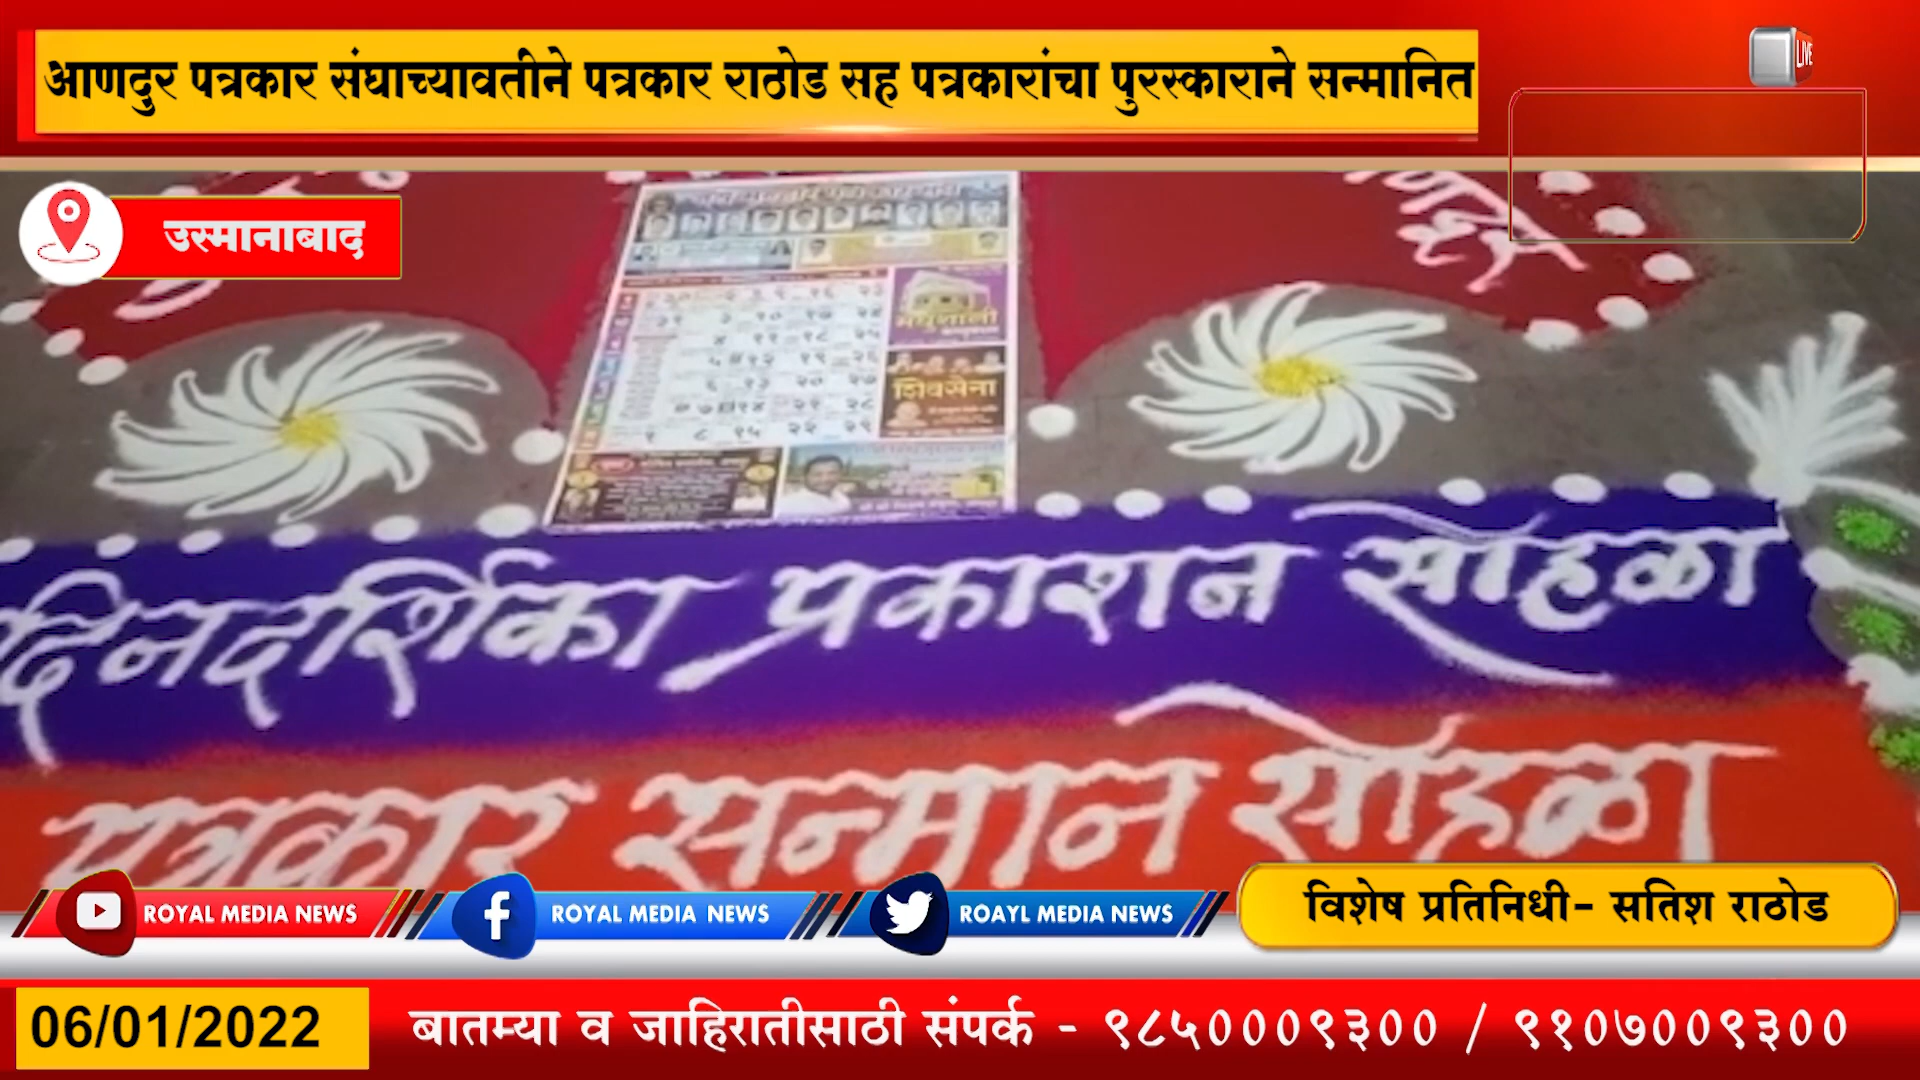 आणदुर पत्रकार संघाच्यावतीने पत्रकार राठोड सह पत्रकारांचा पुरस्काराने सन्मानित
LIVE
उस्मानाबाद
शिवसेना
दिनदर्शिका प्रकाशन सोहळा
पत्रकार सन्मान सोहळा
ROYAL MEDIA NEWS
ROYAL MEDIA NEWS
ROAYL MEDIA NEWS
विशेष प्रतिनिधी- सतिश राठोड
06/01/2022
बातम्या व जाहिरातीसाठी संपर्क - ९८५०००९३०० / ९१०७००९३००